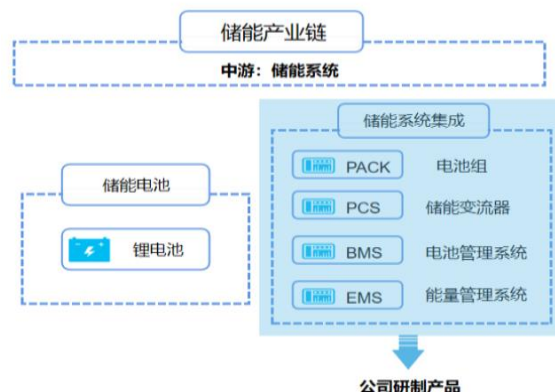 储能产业链
中游：储能系统
储能电池
锂电池
储能系统集成
PACK 电池组
PCS 储能变流器
BMS 电池管理系统
EMS 能量管理系统
公司研制产品